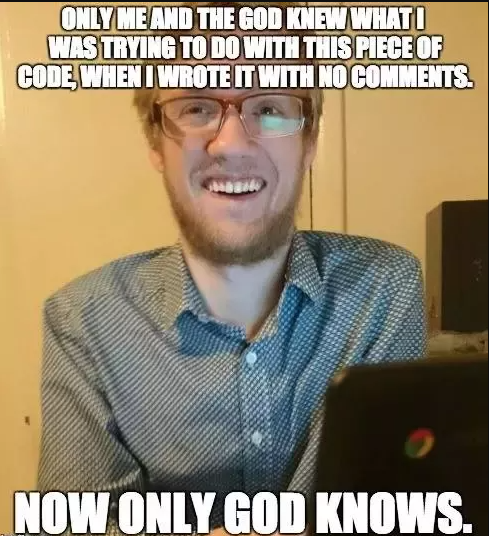 ONLY ME AND THE GOD KNEW WHAT I
WAS TRYING TO DO WITH THIS PIECE OF
CODE, WHEN I WROTE IT WITH NO COMMENTS.
NOW ONLY GOD KNOWS.